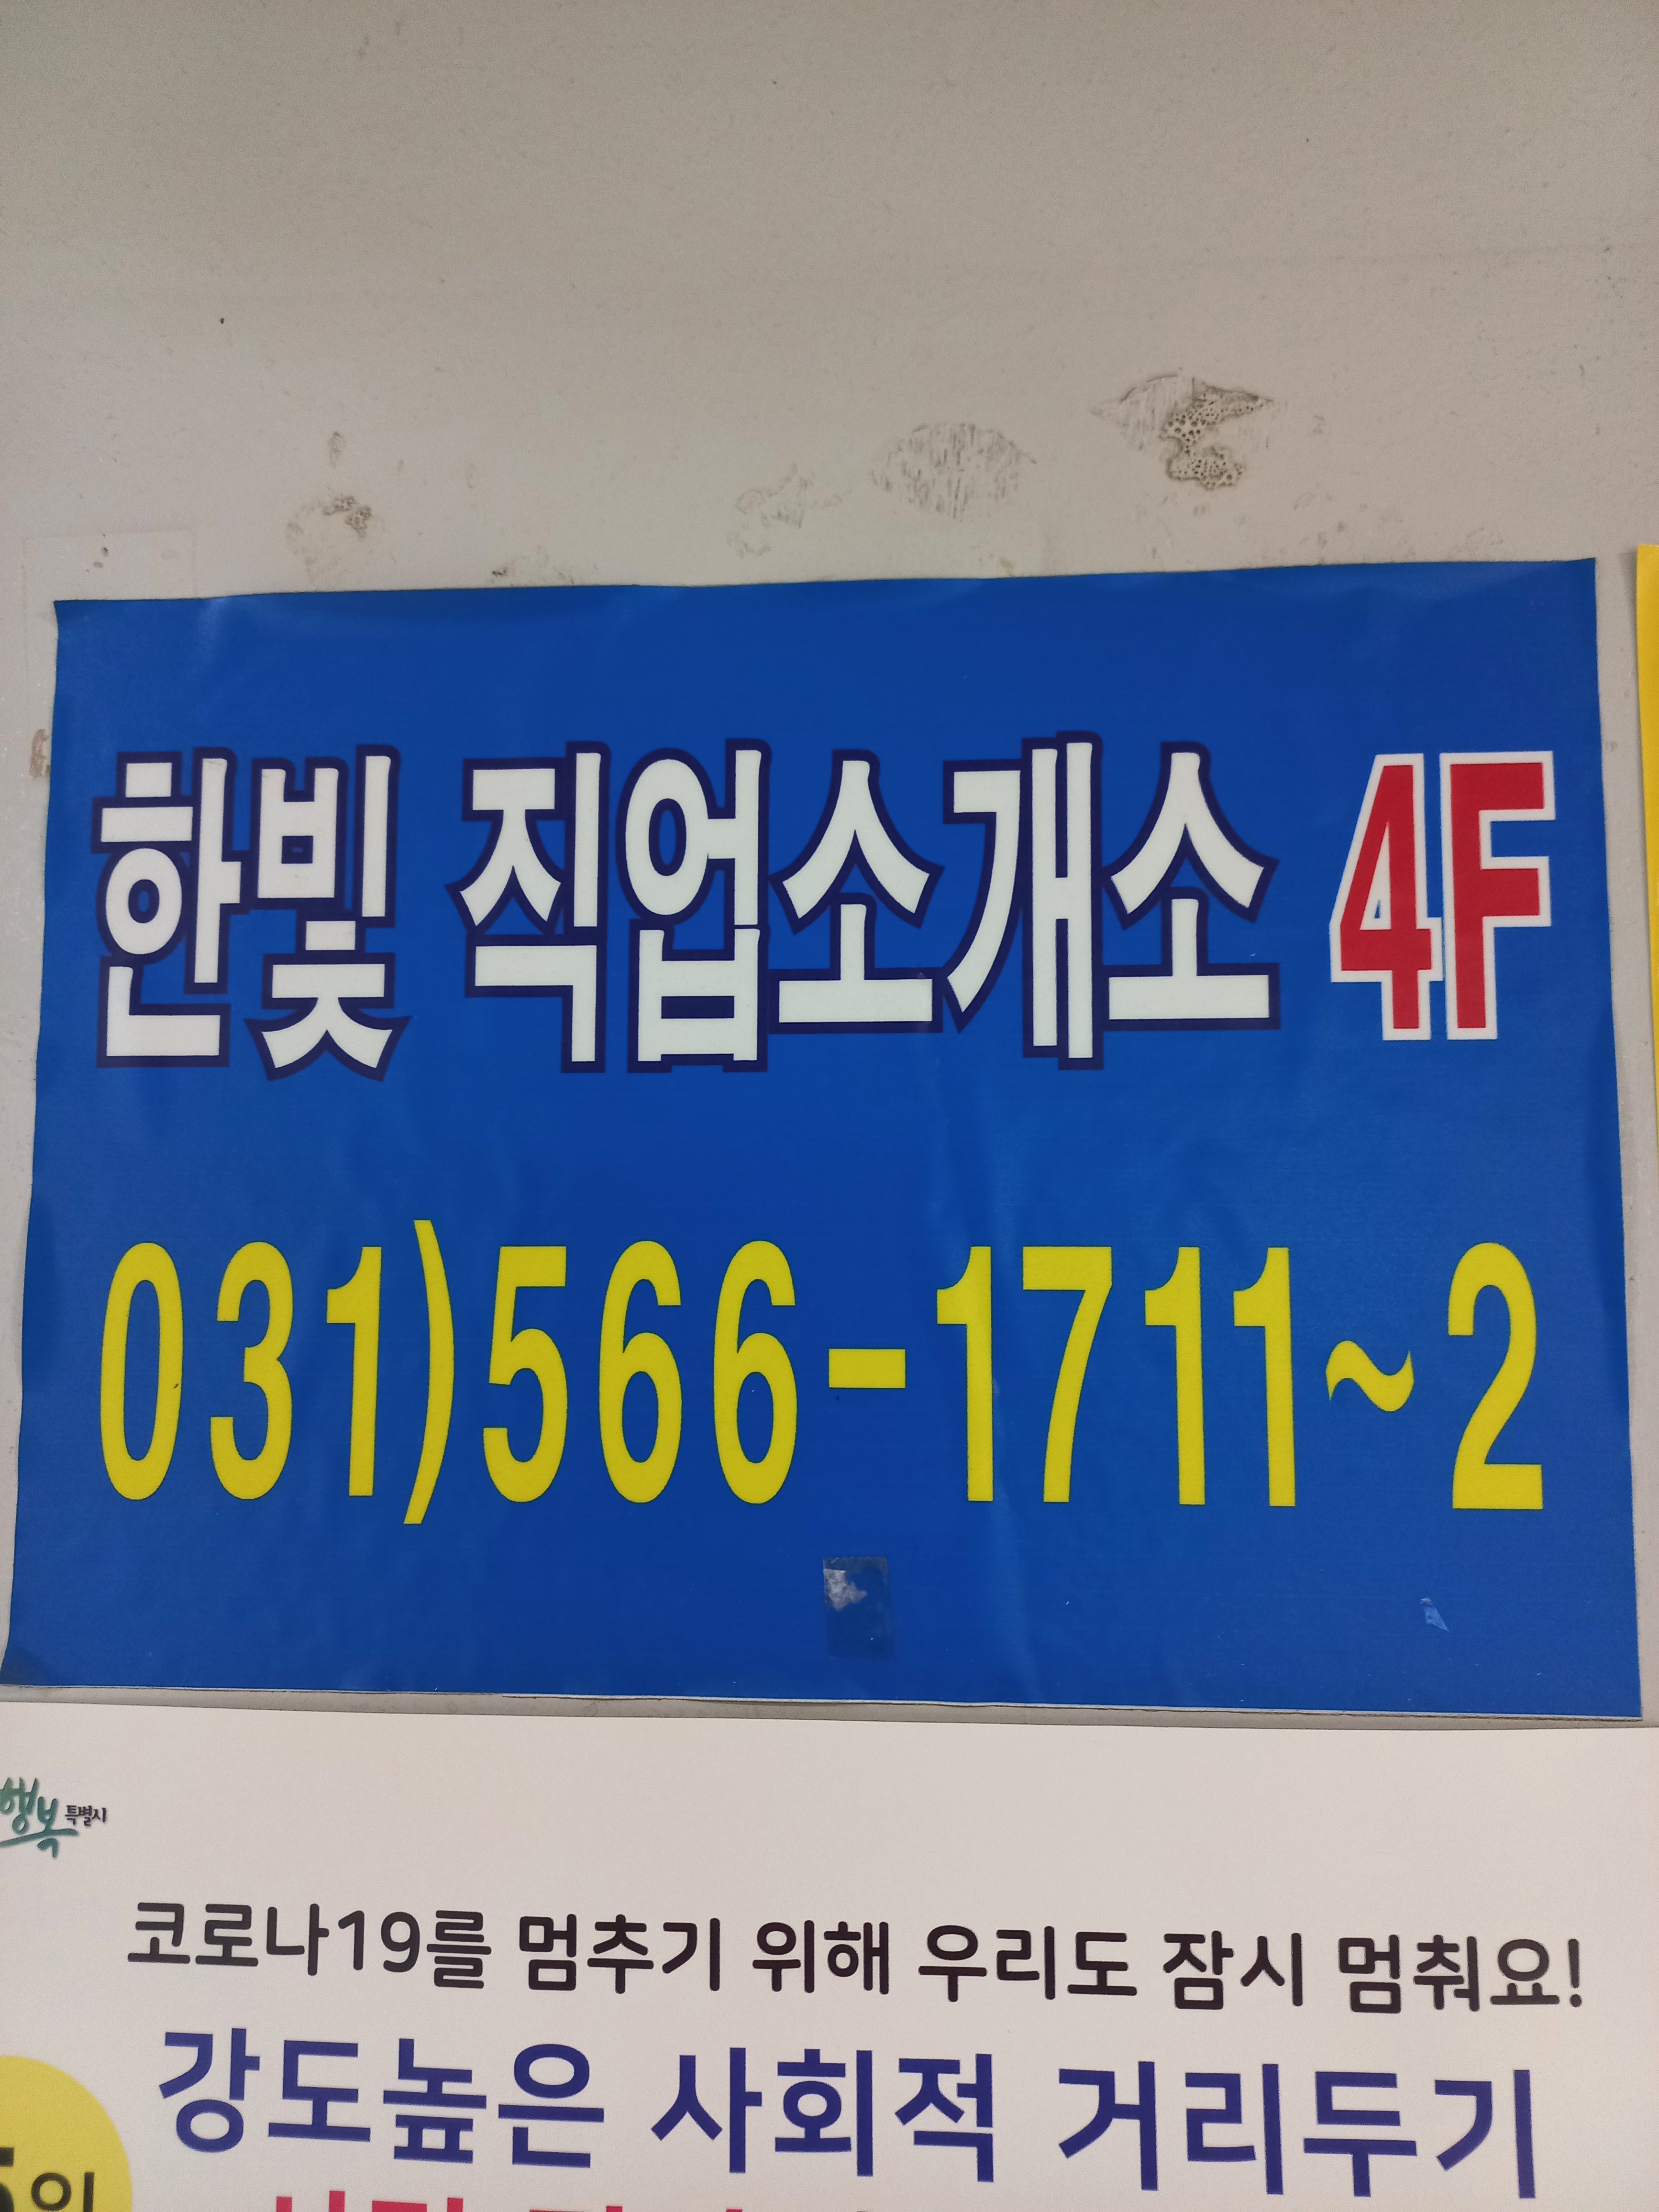 한빛 직업소개소 4F
031)566-1711~2
행복 특별시
코로나19를 멈추기 위해 우리도 잠시 멈춰요!
강도높은 사회적 거리두기